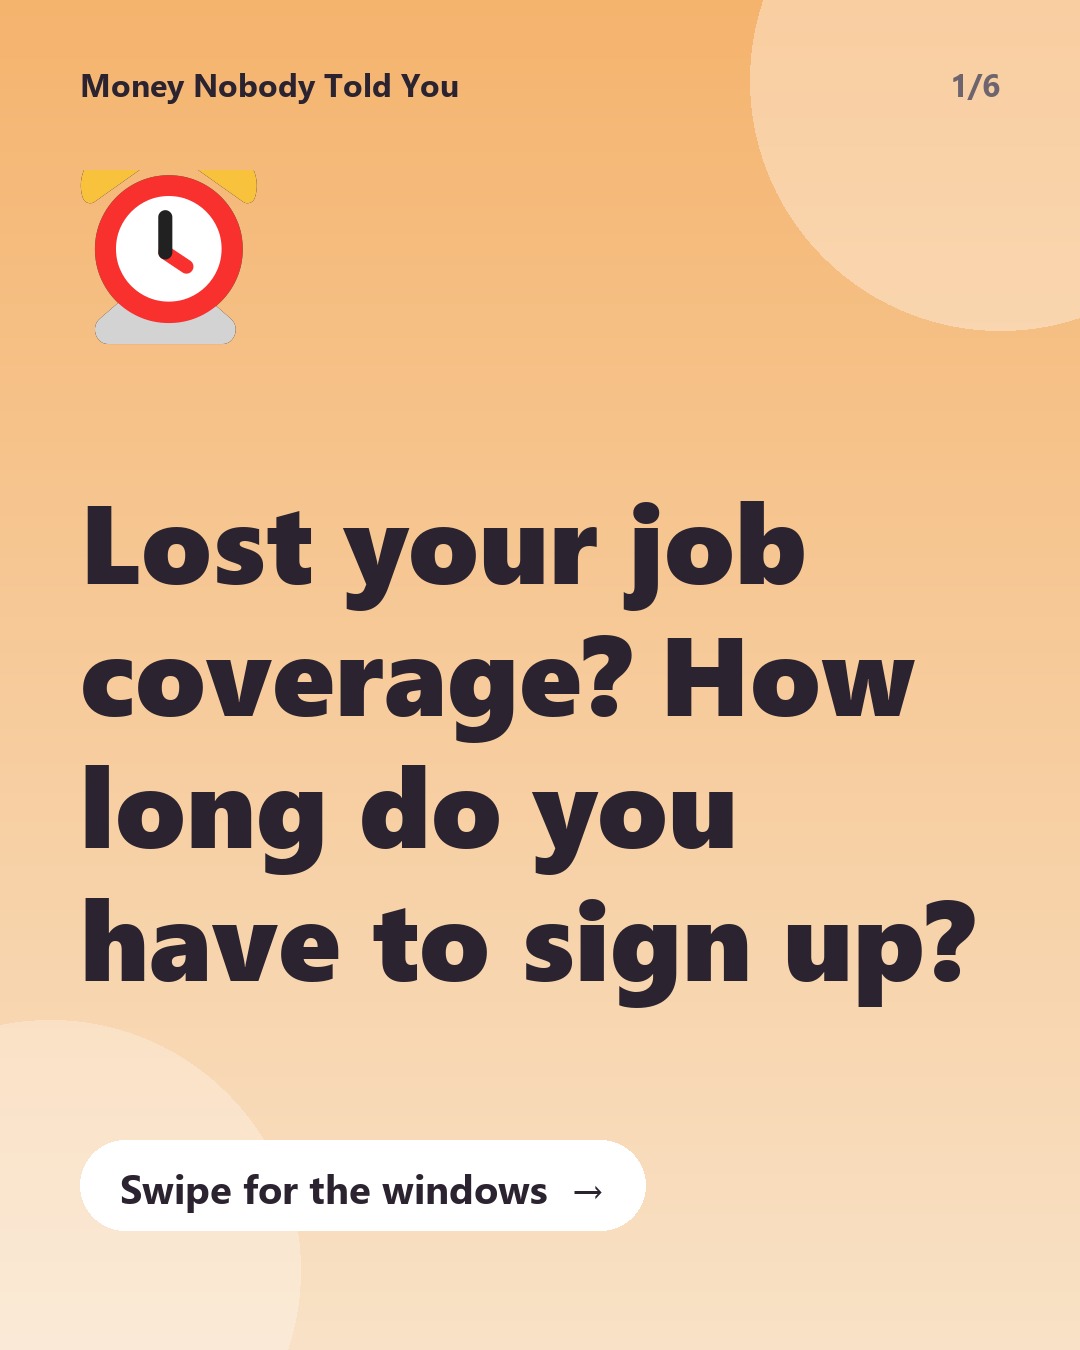 Money Nobody Told You
1/6
Lost your job
coverage? How
long do you
have to sign up?
Swipe for the windows →